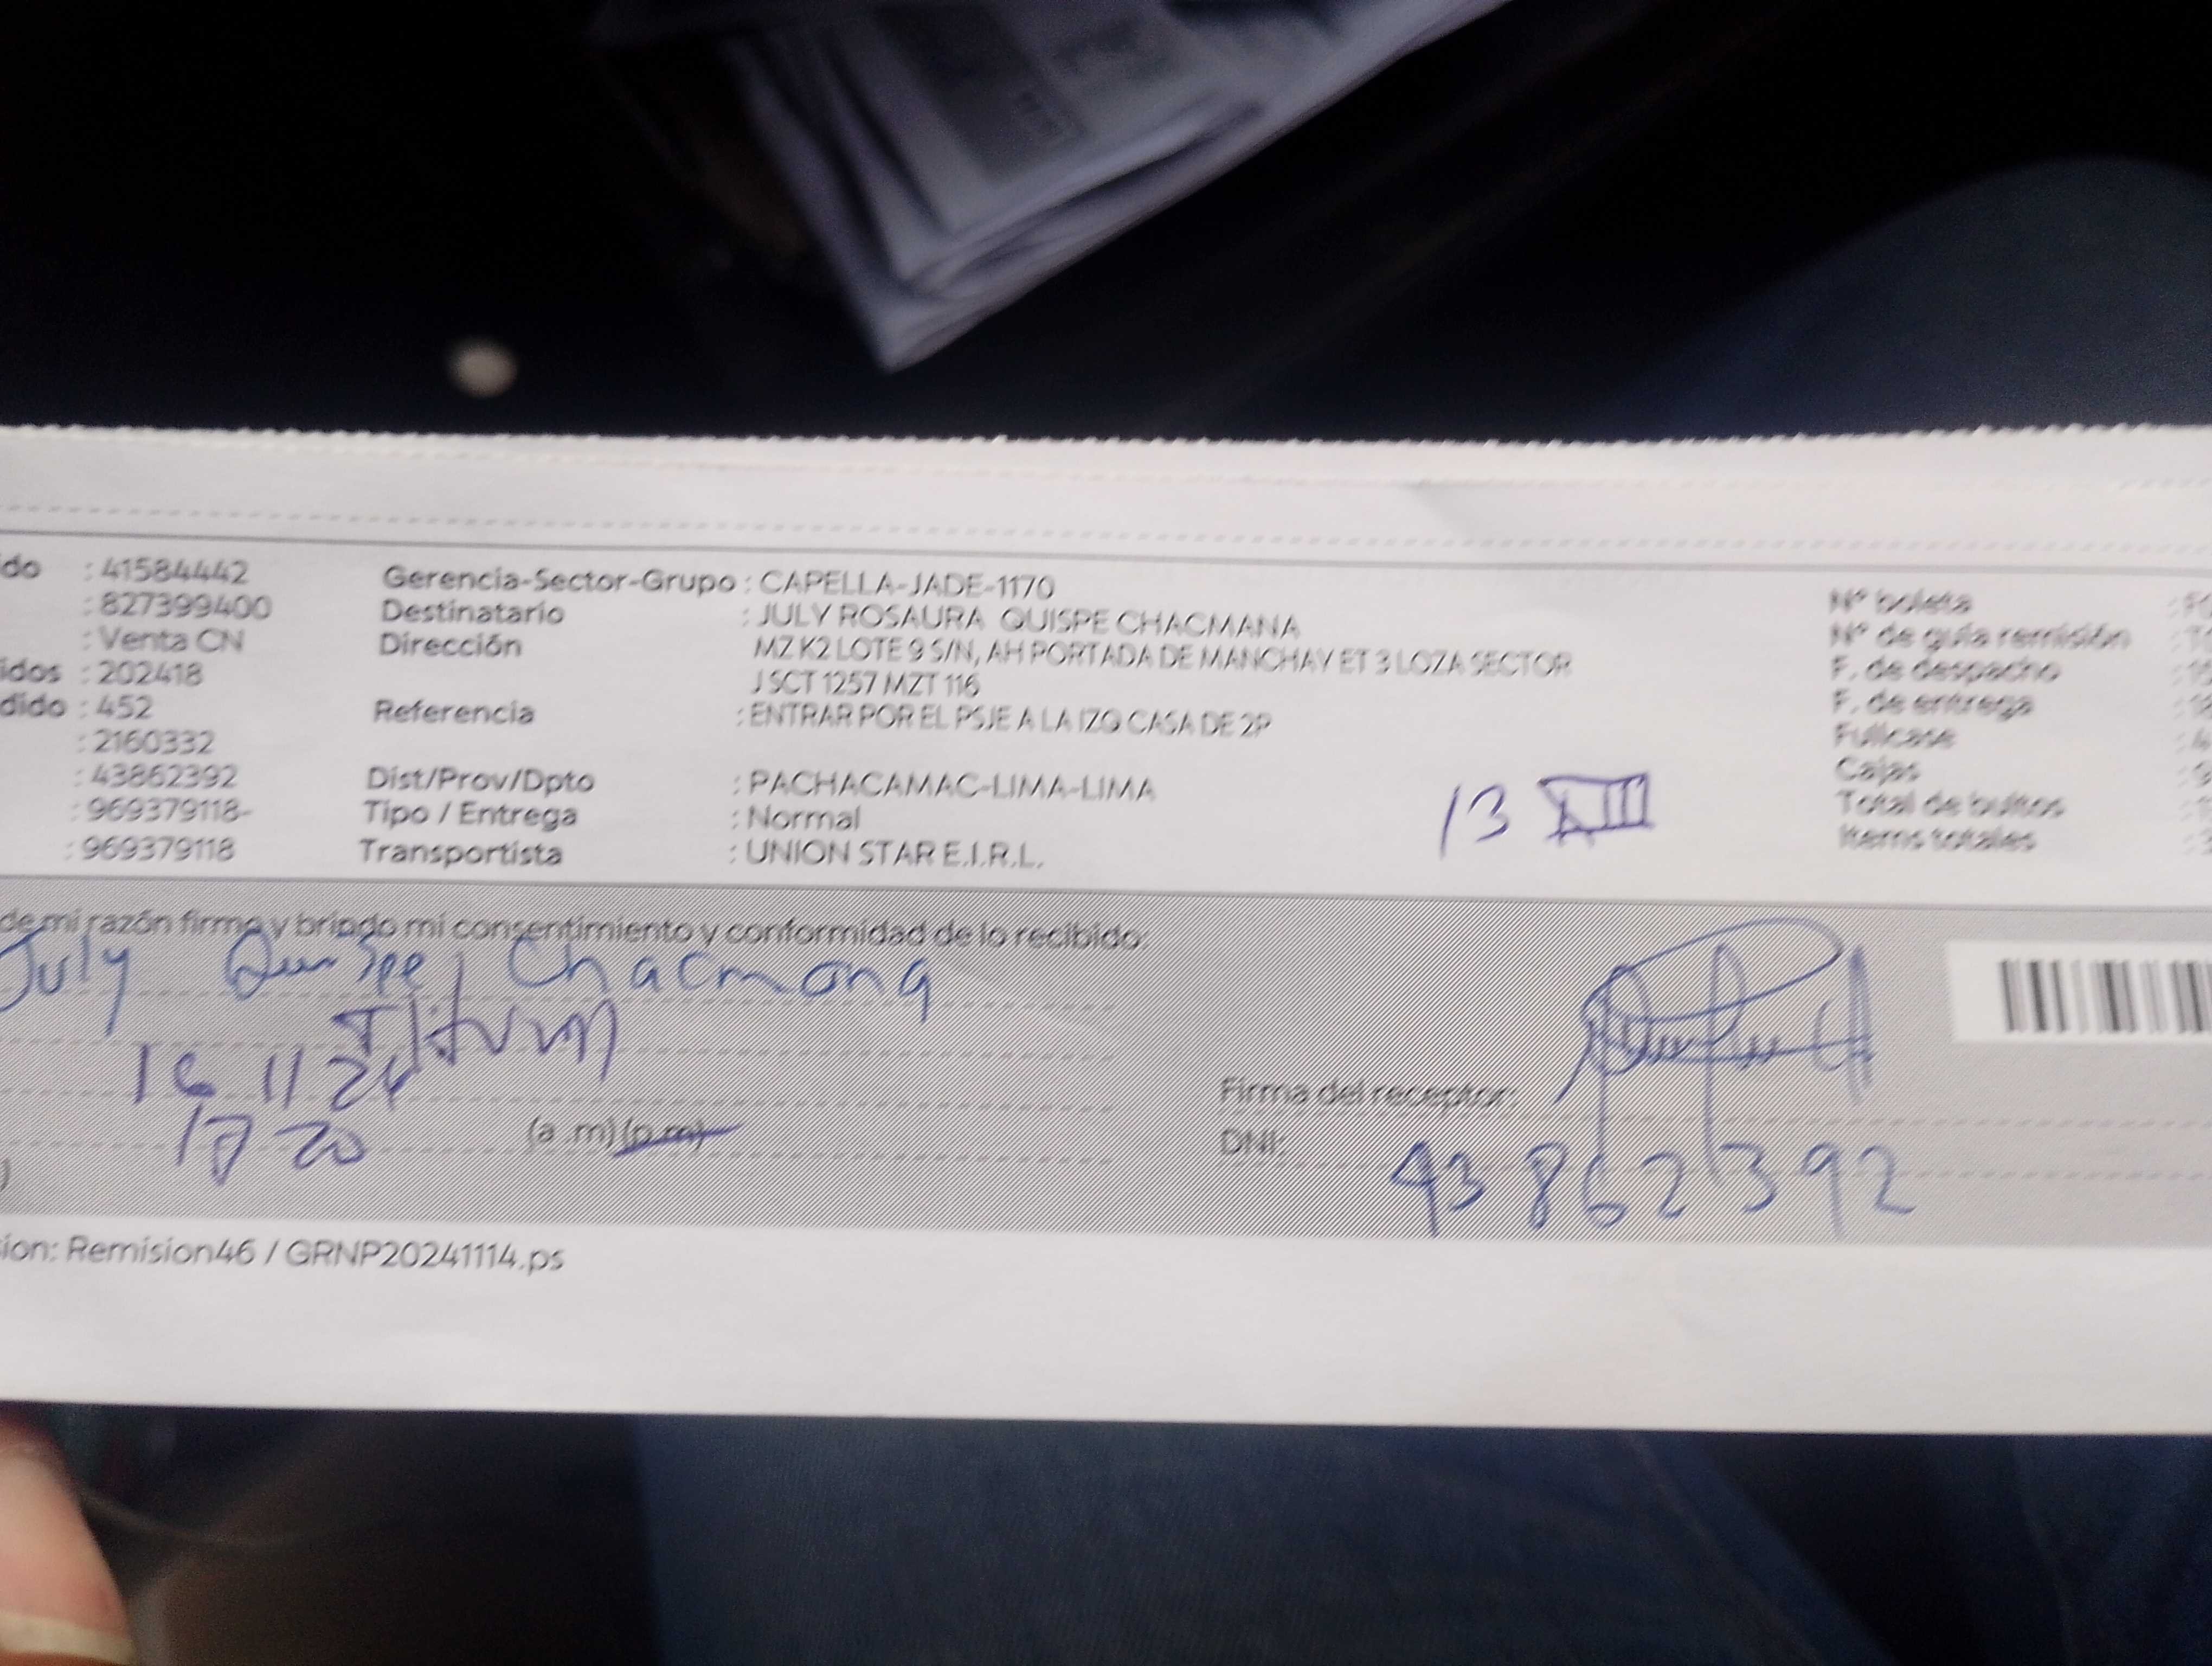 do : 41584442
: 827399400
: Venta CN
idos : 202418
dido : 452
: 2160332
: 43862392
: 969379118-
: 969379118
Gerencia-Sector-Grupo : CAPELLA-JADE-1170
Destinatario : JULY ROSAURA QUISPE CHACMANA
Dirección MZ K2 LOTE 9 S/N, AH PORTADA DE MANCHAY ET 3 LOZA SECTOR
J SCT 1257 MZT 116
Referencia : ENTRAR POR EL PSJE A LA IZQ CASA DE 2P
Dist/Prov/Dpto : PACHACAMAC-LIMA-LIMA
Tipo / Entrega : Normal
Transportista : UNION STAR E.I.R.L.
13 XIII
Nº boleta
Nº de guía remisión
F. de despacho
F. de entrega
Fullcase
Cajas
Total de bultos
Items totales
de mi razón firmo y brindo mi consentimiento y conformidad de lo recibido:
July Quispe Chacmana
16 11 24
(a .m) (p.m)
Firma del receptor:
DNI: 43862392
ion: Remision46 / GRNP20241114.ps